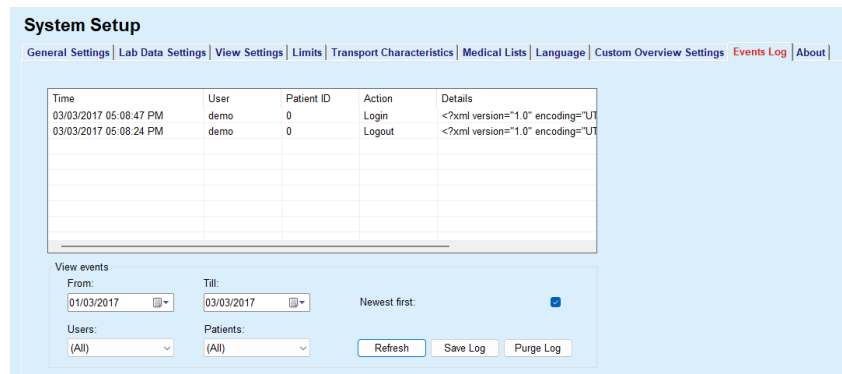 System Setup
General Settings Lab Data Settings View Settings Limits Transport Characteristics Medical Lists Language Custom Overview Settings Events Log About
Time User Patient ID Action Details
03/03/2017 05:08:47 PM demo 0 Login <?xml version="1.0" encoding="UT
03/03/2017 05:08:24 PM demo 0 Logout <?xml version="1.0" encoding="UT
View events
From: Till:
01/03/2017 03/03/2017 Newest first:
Users: Patients:
(All) (All) Refresh Save Log Purge Log